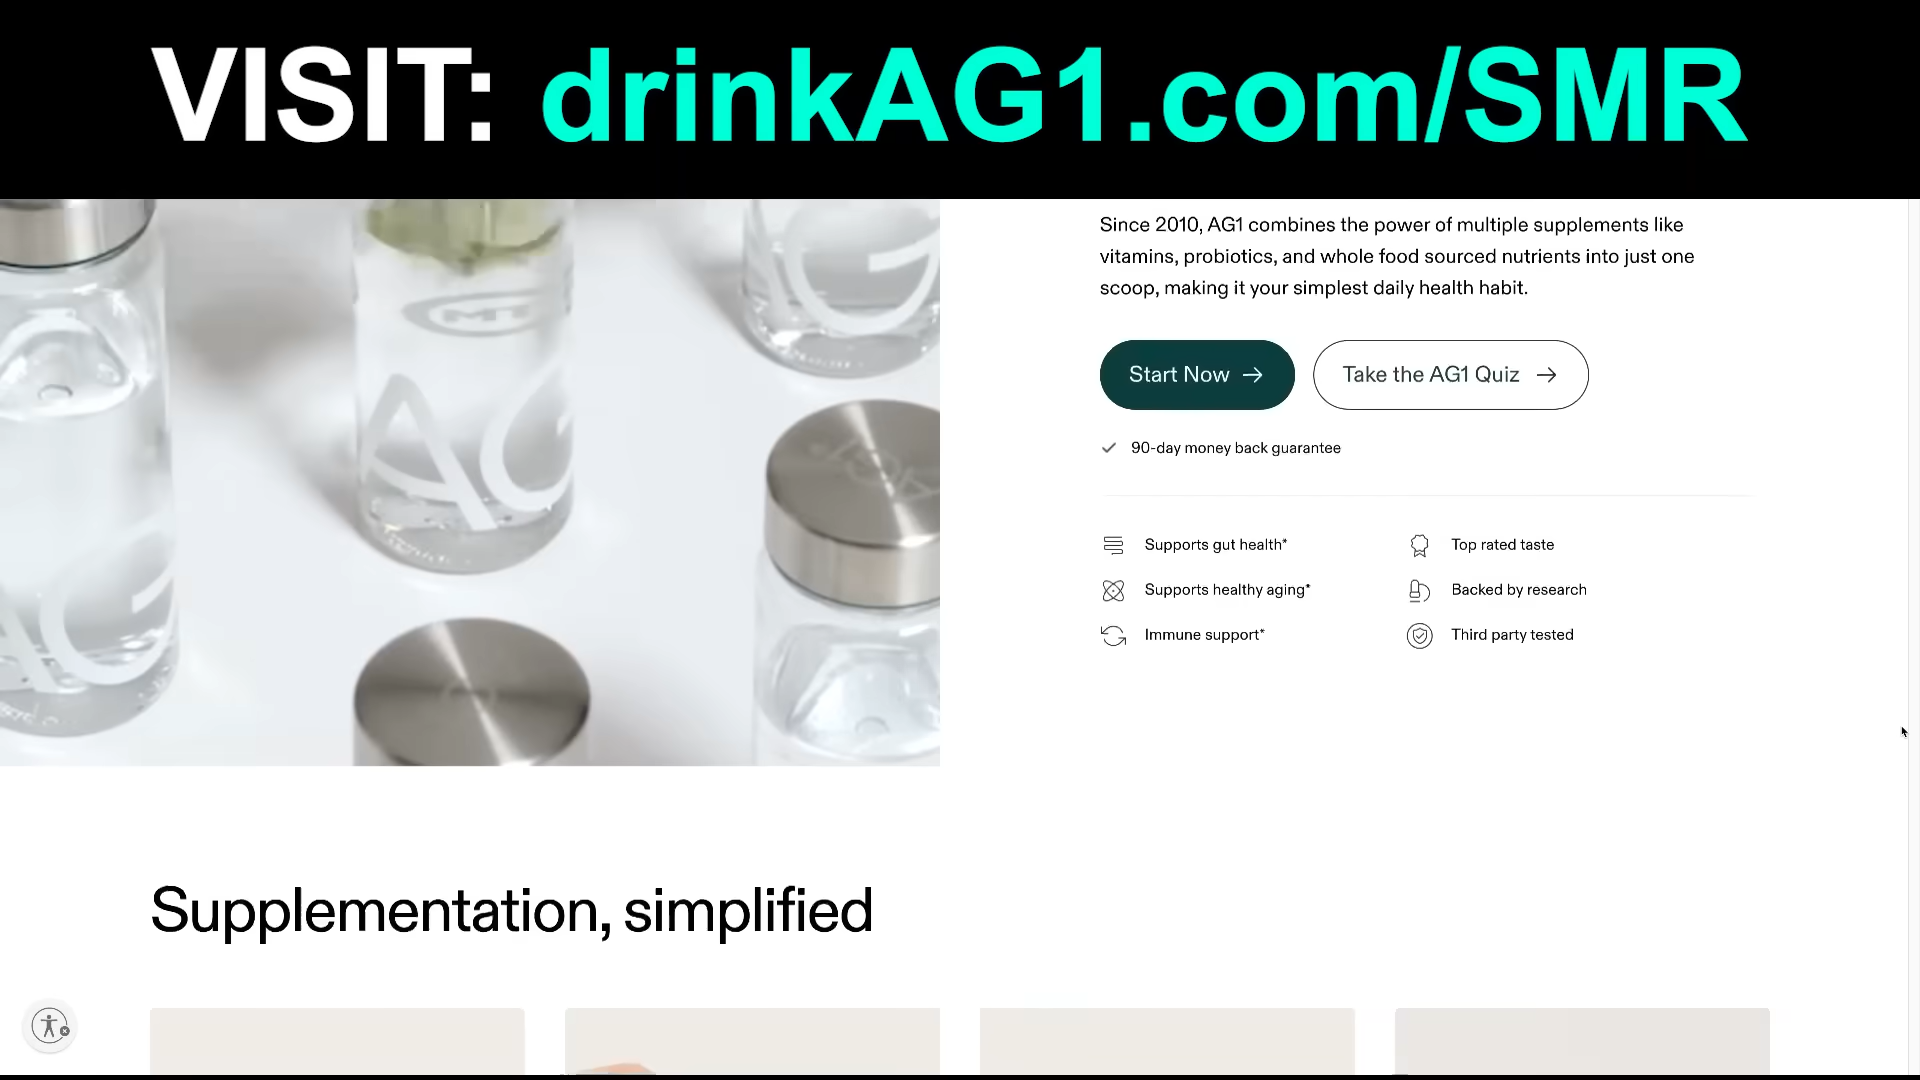 VISIT: drinkAG1.com/SMR
Since 2010, AG1 combines the power of multiple supplements like
vitamins, probiotics, and whole food sourced nutrients into just one
scoop, making it your simplest daily health habit.
Start Now
Take the AG1 Quiz
90-day money back guarantee
Supports gut health*
Top rated taste
Supports healthy aging*
Backed by research
Immune support*
Third party tested
AG
AG
AG
Supplementation, simplified